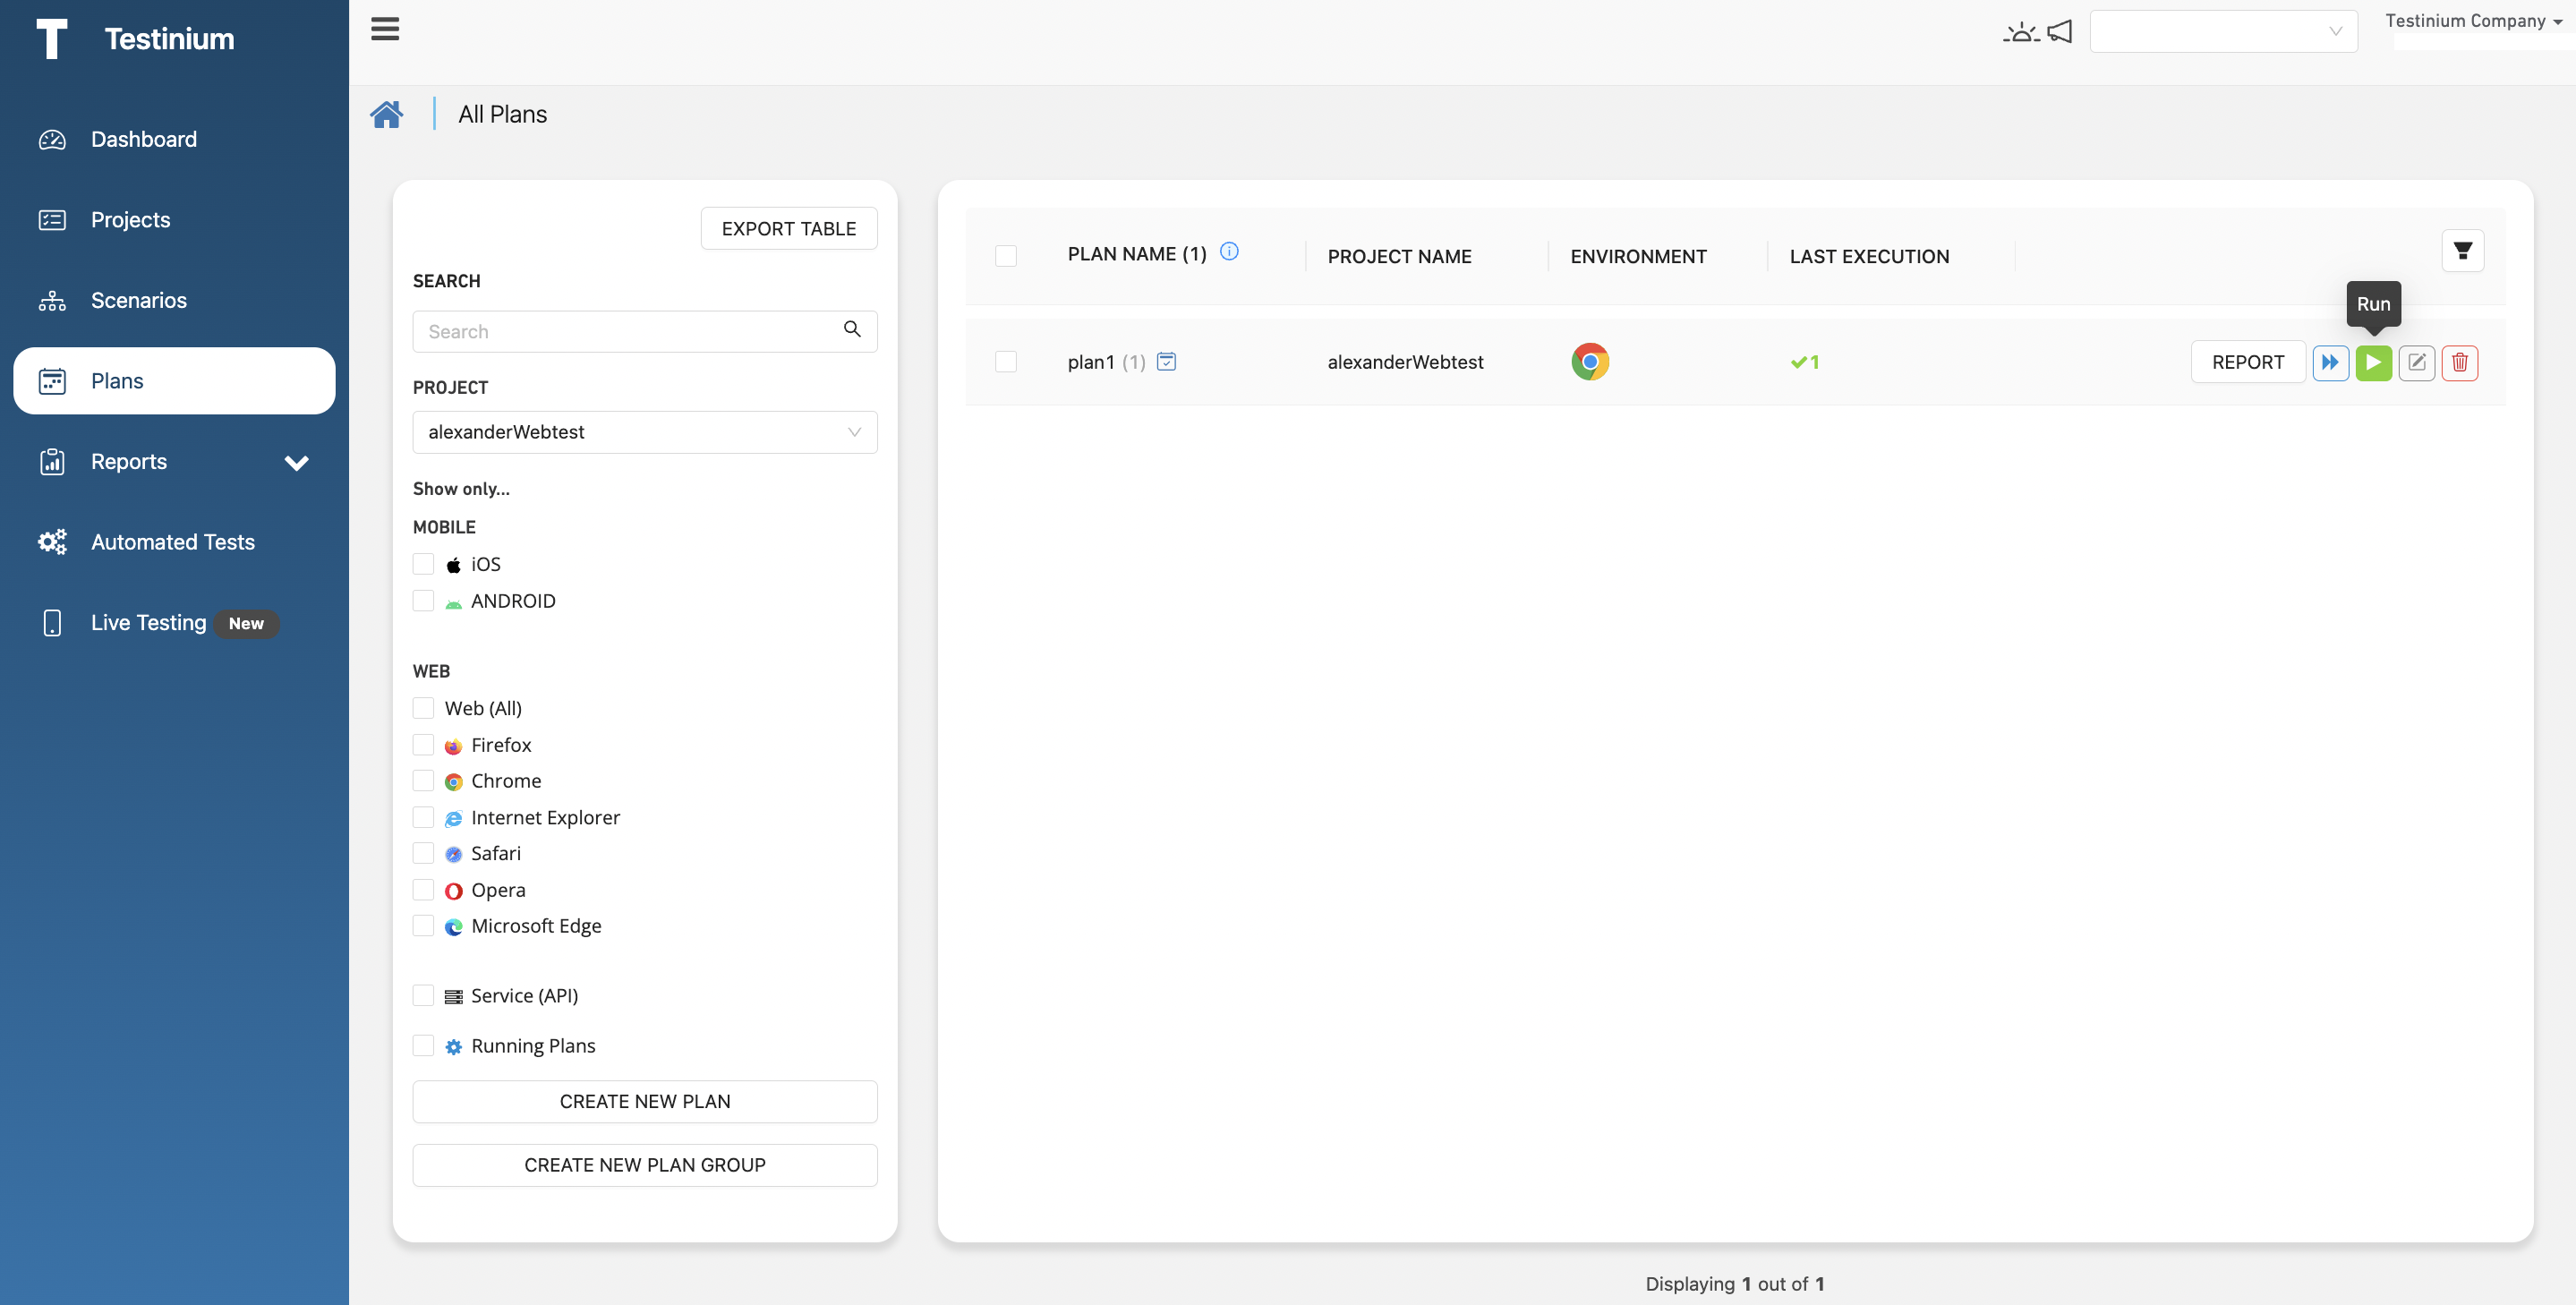 Testinium
Dashboard
Projects
Scenarios
Plans
Reports
Automated Tests
Live Testing New
Testinium Company
All Plans
EXPORT TABLE
SEARCH
Search
PROJECT
alexanderWebtest
Show only...
MOBILE
iOS
ANDROID
WEB
Web (All)
Firefox
Chrome
Internet Explorer
Safari
Opera
Microsoft Edge
Service (API)
Running Plans
CREATE NEW PLAN
CREATE NEW PLAN GROUP
PLAN NAME (1) PROJECT NAME ENVIRONMENT LAST EXECUTION
Run
plan1 (1) alexanderWebtest 1 REPORT
Displaying 1 out of 1